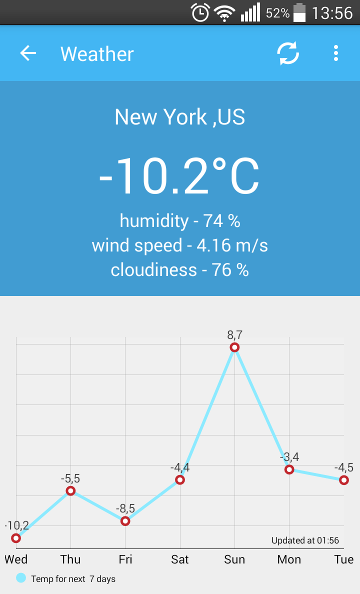 52% 13:56
Weather
New York ,US
-10.2°C
humidity - 74 %
wind speed - 4.16 m/s
cloudiness - 76 %
8,7
-3,4
-4,4
-4,5
-5,5
-8,5
-10,2
Updated at 01:56
Wed Thu Fri Sat Sun Mon Tue
Temp for next 7 days